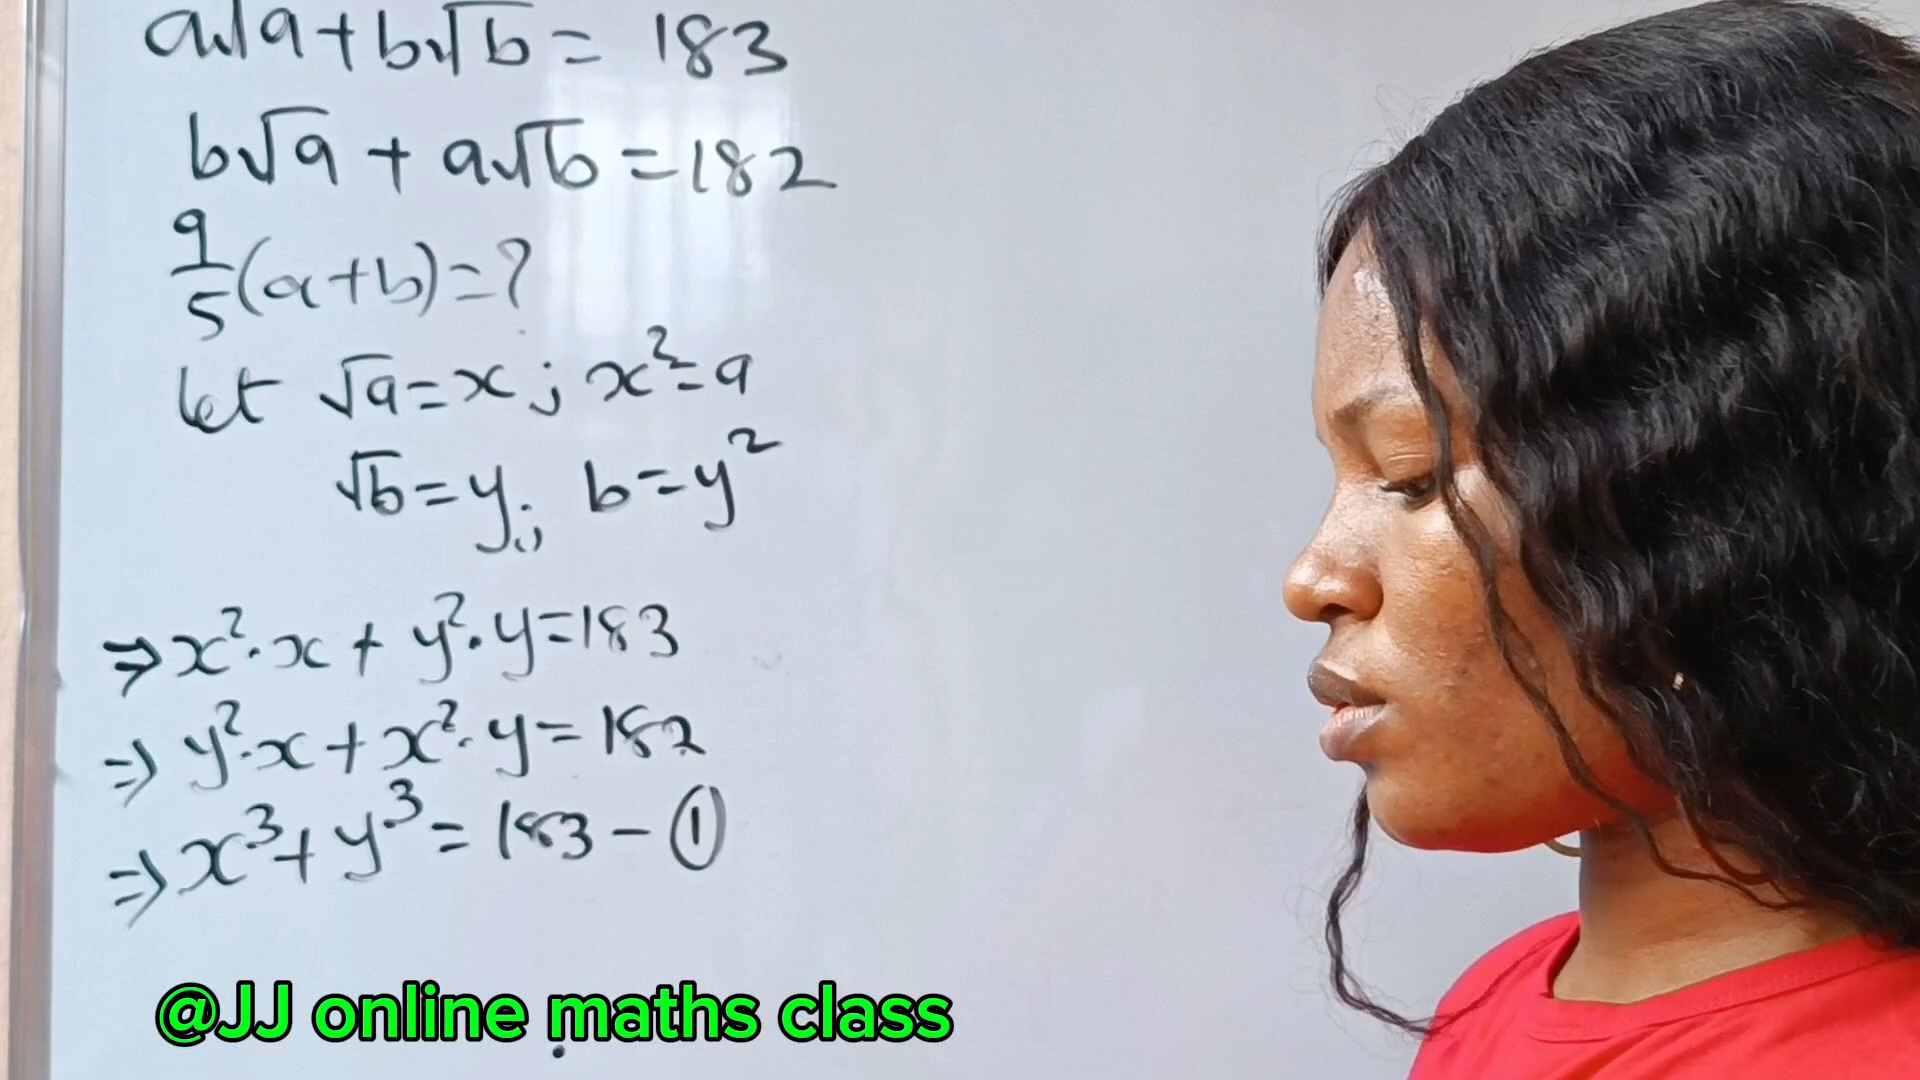 a√a + b√b = 183
b√a + a√b = 182
9/5(a+b)=?
let √a = x ; x² = a
√b = y ; b = y²
⇒ x²·x + y²·y = 183
⇒ y²·x + x²·y = 182
⇒ x³ + y³ = 183 - ①
@JJ online maths class